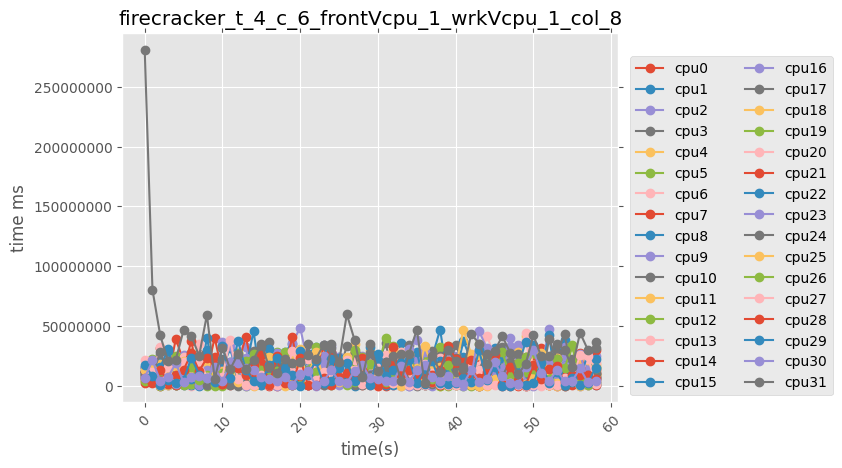 firecracker_t_4_c_6_frontVcpu_1_wrkVcpu_1_col_8
time ms
250000000
200000000
150000000
100000000
50000000
0
0
10
20
30
40
50
60
time(s)
cpu0
cpu1
cpu2
cpu3
cpu4
cpu5
cpu6
cpu7
cpu8
cpu9
cpu10
cpu11
cpu12
cpu13
cpu14
cpu15
cpu16
cpu17
cpu18
cpu19
cpu20
cpu21
cpu22
cpu23
cpu24
cpu25
cpu26
cpu27
cpu28
cpu29
cpu30
cpu31